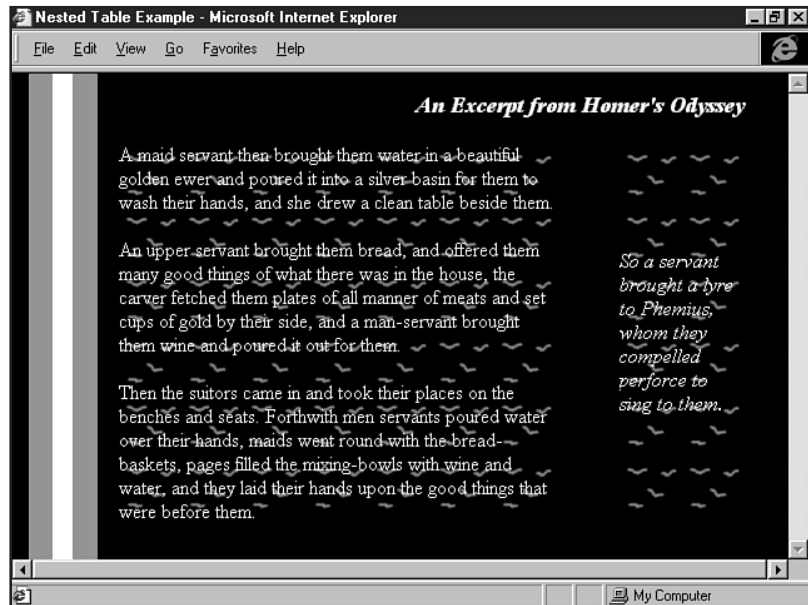 Nested Table Example - Microsoft Internet Explorer
File Edit View Go Favorites Help
An Excerpt from Homer's Odyssey
A maid servant then brought them water in a beautiful
golden ewer and poured it into a silver basin for them to
wash their hands, and she drew a clean table beside them.
An upper servant brought them bread, and offered them
many good things of what there was in the house, the
carver fetched them plates of all manner of meats and set
cups of gold by their side, and a man-servant brought
them wine and poured it out for them.
Then the suitors came in and took their places on the
benches and seats. Forthwith men servants poured water
over their hands, maids went round with the bread-
baskets, pages filled the mixing-bowls with wine and
water, and they laid their hands upon the good things that
were before them.
So a servant
brought a lyre
to Phemius,
whom they
compelled
perforce to
sing to them.
My Computer